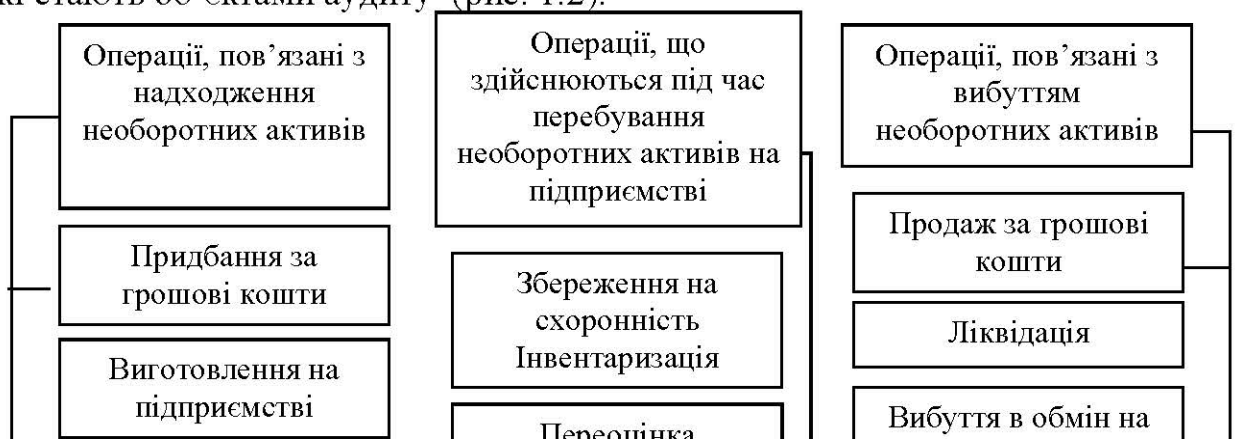 кі стають об'єктами аудиту (рис. 1.2).
Операції, пов’язані з
надходження
необоротних активів
Придбання за
грошові кошти
Виготовлення на
підприємстві
Операції, що
здійснюються під час
перебування
необоротних активів на
підприємстві
Збереження на
схоронність
Інвентаризація
Переоцінка
Операції, пов’язані з
вибуттям
необоротних активів
Продаж за грошові
кошти
Ліквідація
Вибуття в обмін на